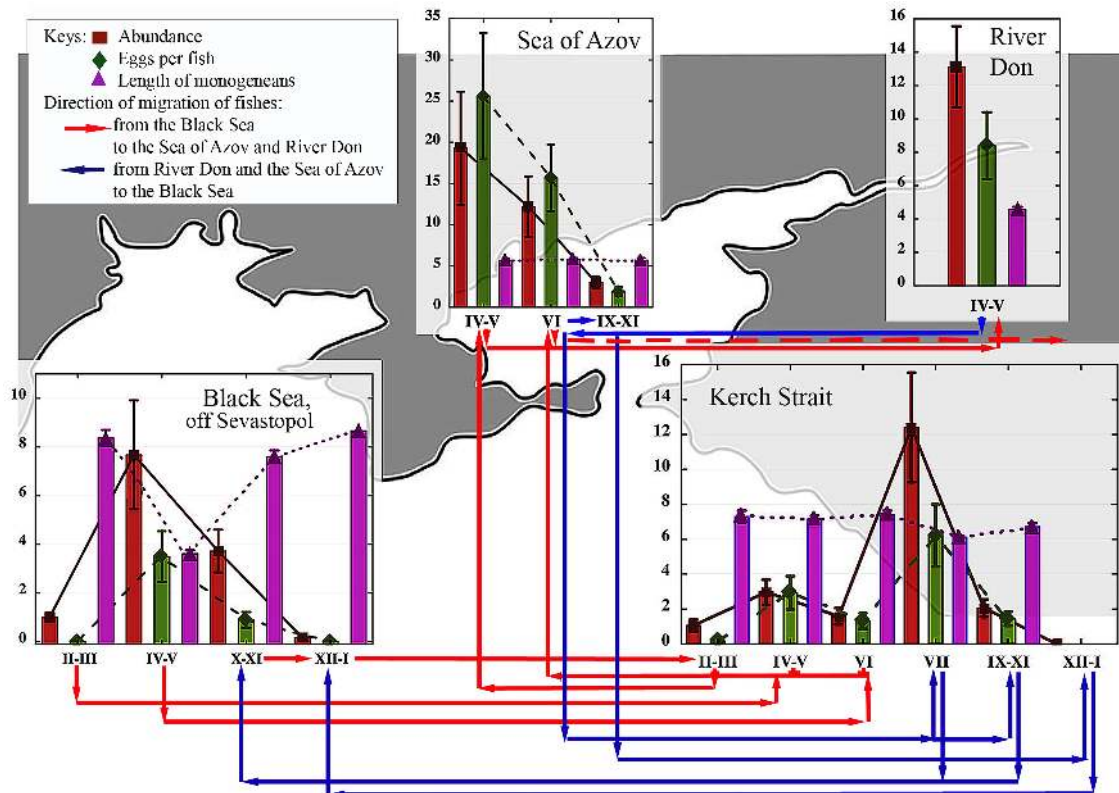 Keys: Abundance
Eggs per fish
Length of monogeneans
Direction of migration of fishes:
from the Black Sea
to the Sea of Azov and River Don
from River Don and the Sea of Azov
to the Black Sea
Sea of Azov
35
30
25
20
15
10
5
0
IV-V VI IX-XI
River
Don
16
14
12
10
8
6
4
2
0
IV-V
Black Sea,
off Sevastopol
10
8
6
4
2
0
II-III IV-V X-XI XII-I
Kerch Strait
16
14
12
10
8
6
4
2
0
II-III IV-V VI VII IX-XI XII-I